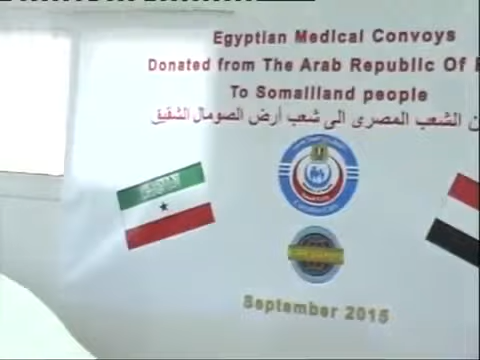 Egyptian Medical Convoys
Donated from The Arab Republic Of E
To Somaliland people
ن الشعب المصرى الى شعب أرض الصومال الشقيق
September 2015